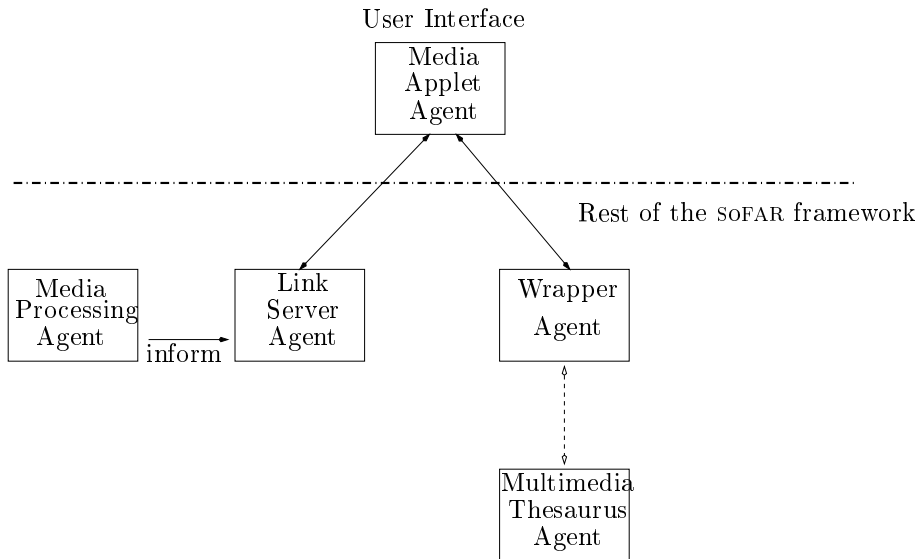 User Interface
Media
Applet
Agent
Rest of the SoFAR framework
Media
Processing
Agent
inform
Link
Server
Agent
Wrapper
Agent
Multimedia
Thesaurus
Agent